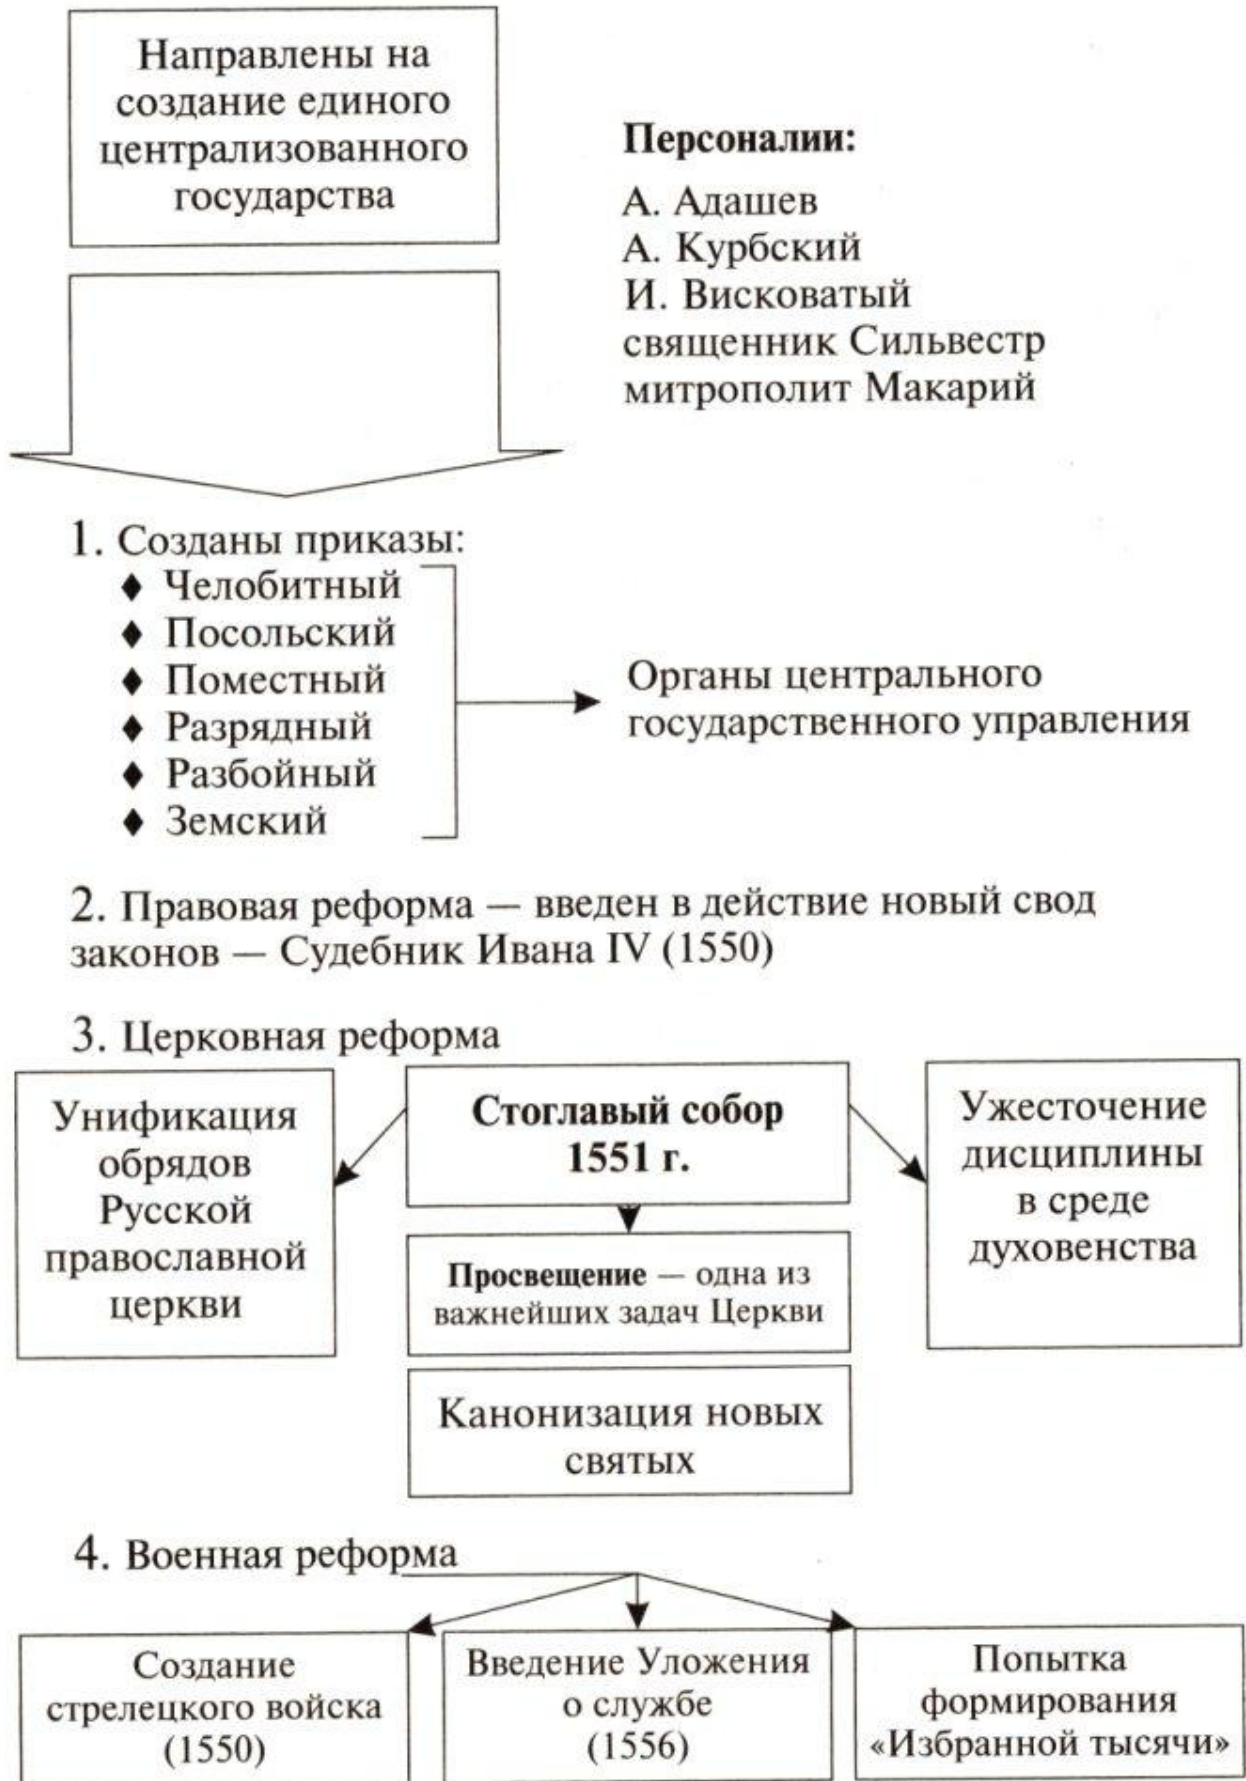 Направлены на
создание единого
централизованного
государства
Персоналии:
А. Адашев
А. Курбский
И. Висковатый
священник Сильвестр
митрополит Макарий
1. Созданы приказы:
♦ Челобитный
♦ Посольский
♦ Поместный
♦ Разрядный
♦ Разбойный
♦ Земский
Органы центрального
государственного управления
2. Правовая реформа — введен в действие новый свод
законов — Судебник Ивана IV (1550)
3. Церковная реформа
Унификация
обрядов
Русской
православной
церкви
Стоглавый собор
1551 г.
Просвещение — одна из
важнейших задач Церкви
Канонизация новых
святых
Ужесточение
дисциплины
в среде
духовенства
4. Военная реформа
Создание
стрелецкого войска
(1550)
Введение Уложения
о службе
(1556)
Попытка
формирования
«Избранной тысячи»